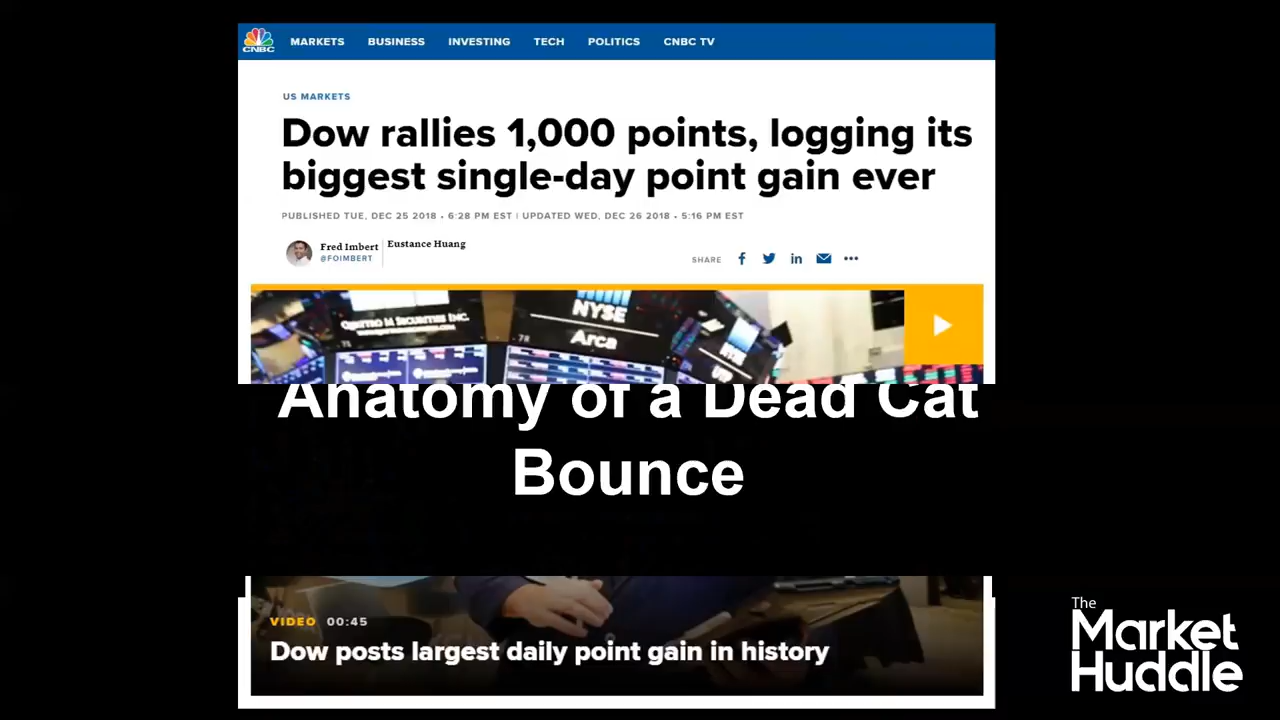 CNBC MARKETS BUSINESS INVESTING TECH POLITICS CNBC TV
US MARKETS
Dow rallies 1,000 points, logging its
biggest single-day point gain ever
PUBLISHED TUE, DEC 25 2018 • 6:28 PM EST | UPDATED WED, DEC 26 2018 • 5:16 PM EST
Fred Imbert Eustance Huang
@FOIMBERT
SHARE
NYSE
Arca
Anatomy of a Dead Cat
Bounce
VIDEO 00:45
Dow posts largest daily point gain in history
The
Market
Huddle